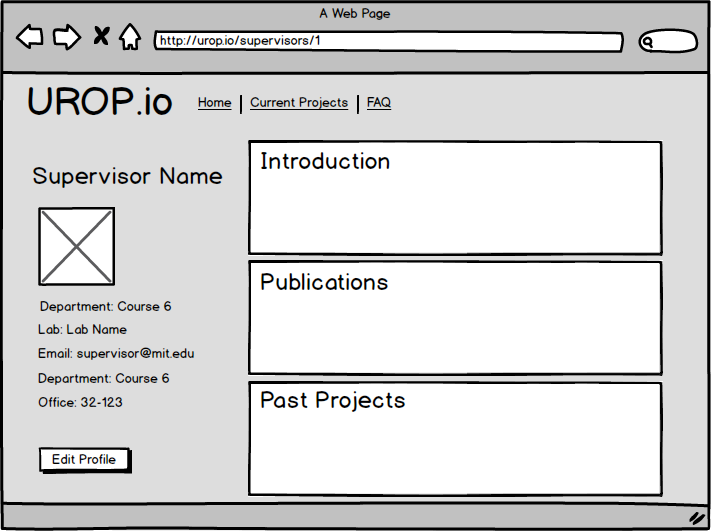 A Web Page
http://urop.io/supervisors/1
UROP.io
Home | Current Projects | FAQ
Supervisor Name
Department: Course 6
Lab: Lab Name
Email: supervisor@mit.edu
Department: Course 6
Office: 32-123
Edit Profile
Introduction
Publications
Past Projects